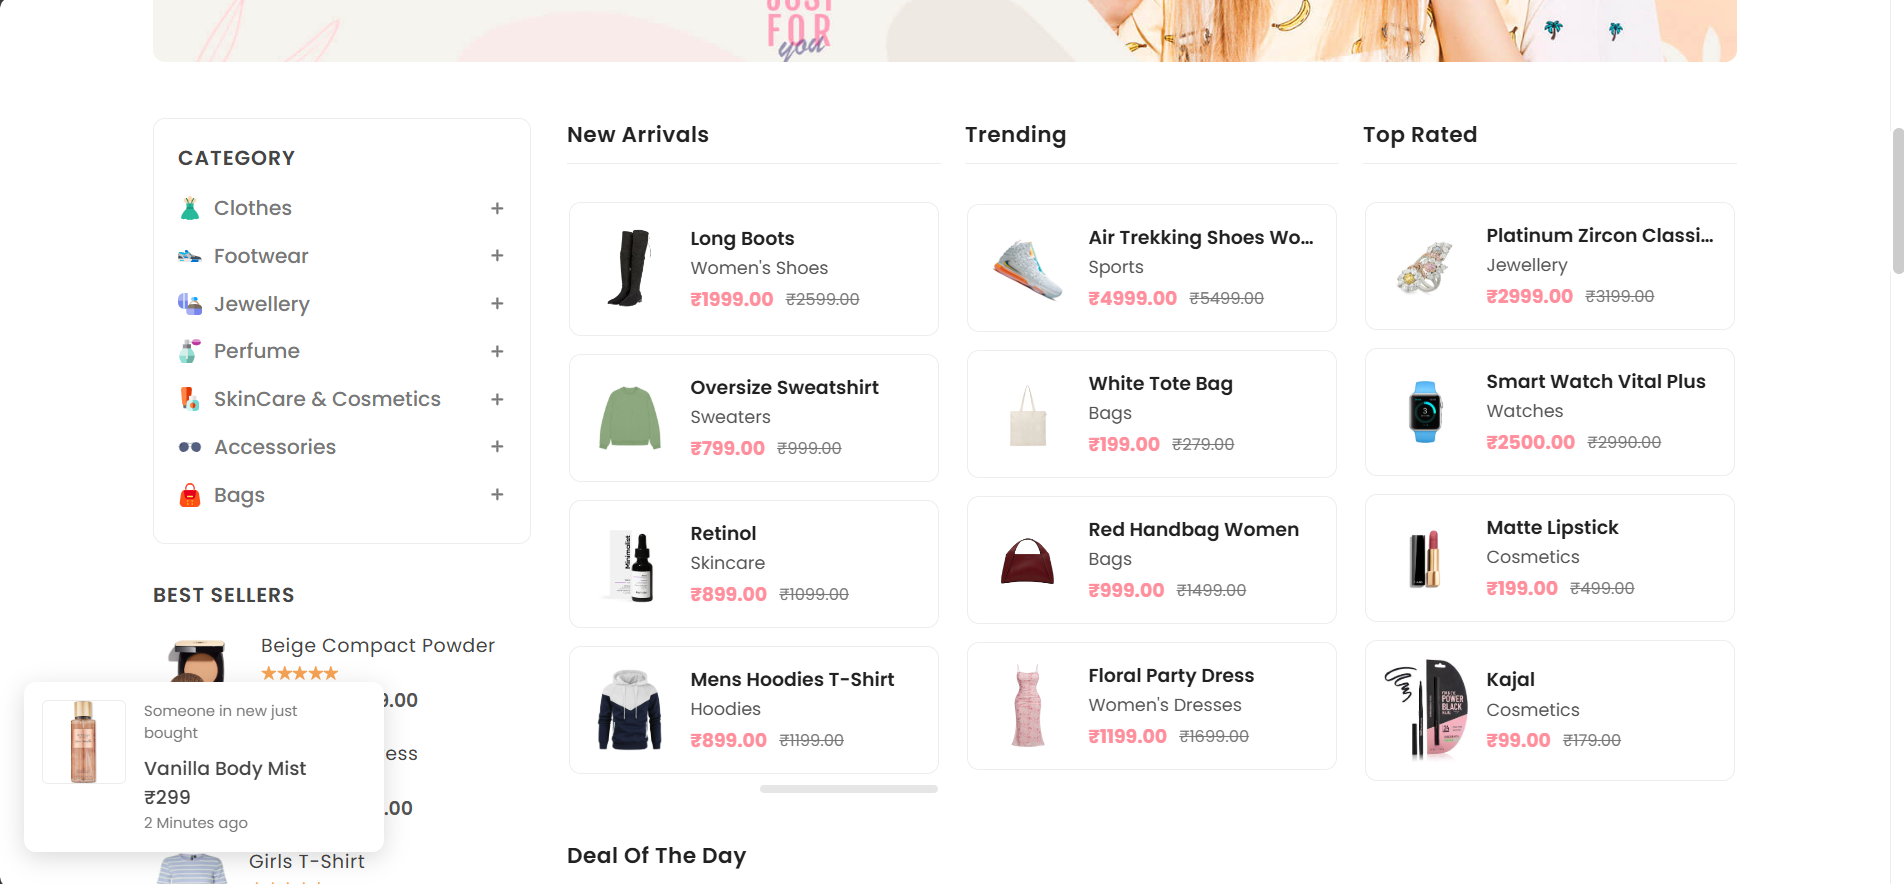 JUST
FOR
you
CATEGORY
Clothes +
Footwear +
Jewellery +
Perfume +
SkinCare & Cosmetics +
Accessories +
Bags +
BEST SELLERS
Beige Compact Powder
9.00
ess
.00
Girls T-Shirt
Someone in new just
bought
Vanilla Body Mist
₹299
2 Minutes ago
New Arrivals
Long Boots
Women's Shoes
₹1999.00 ₹2599.00
Oversize Sweatshirt
Sweaters
₹799.00 ₹999.00
Minimalist
Retinol
Skincare
₹899.00 ₹1099.00
Mens Hoodies T-Shirt
Hoodies
₹899.00 ₹1199.00
Trending
Air Trekking Shoes Wo...
Sports
₹4999.00 ₹5499.00
White Tote Bag
Bags
₹199.00 ₹279.00
Red Handbag Women
Bags
₹999.00 ₹1499.00
Floral Party Dress
Women's Dresses
₹1199.00 ₹1699.00
Top Rated
Platinum Zircon Classi...
Jewellery
₹2999.00 ₹3199.00
3
Smart Watch Vital Plus
Watches
₹2500.00 ₹2990.00
Matte Lipstick
Cosmetics
₹199.00 ₹499.00
POWER
BLACK
Kajal
Cosmetics
₹99.00 ₹179.00
Deal Of The Day